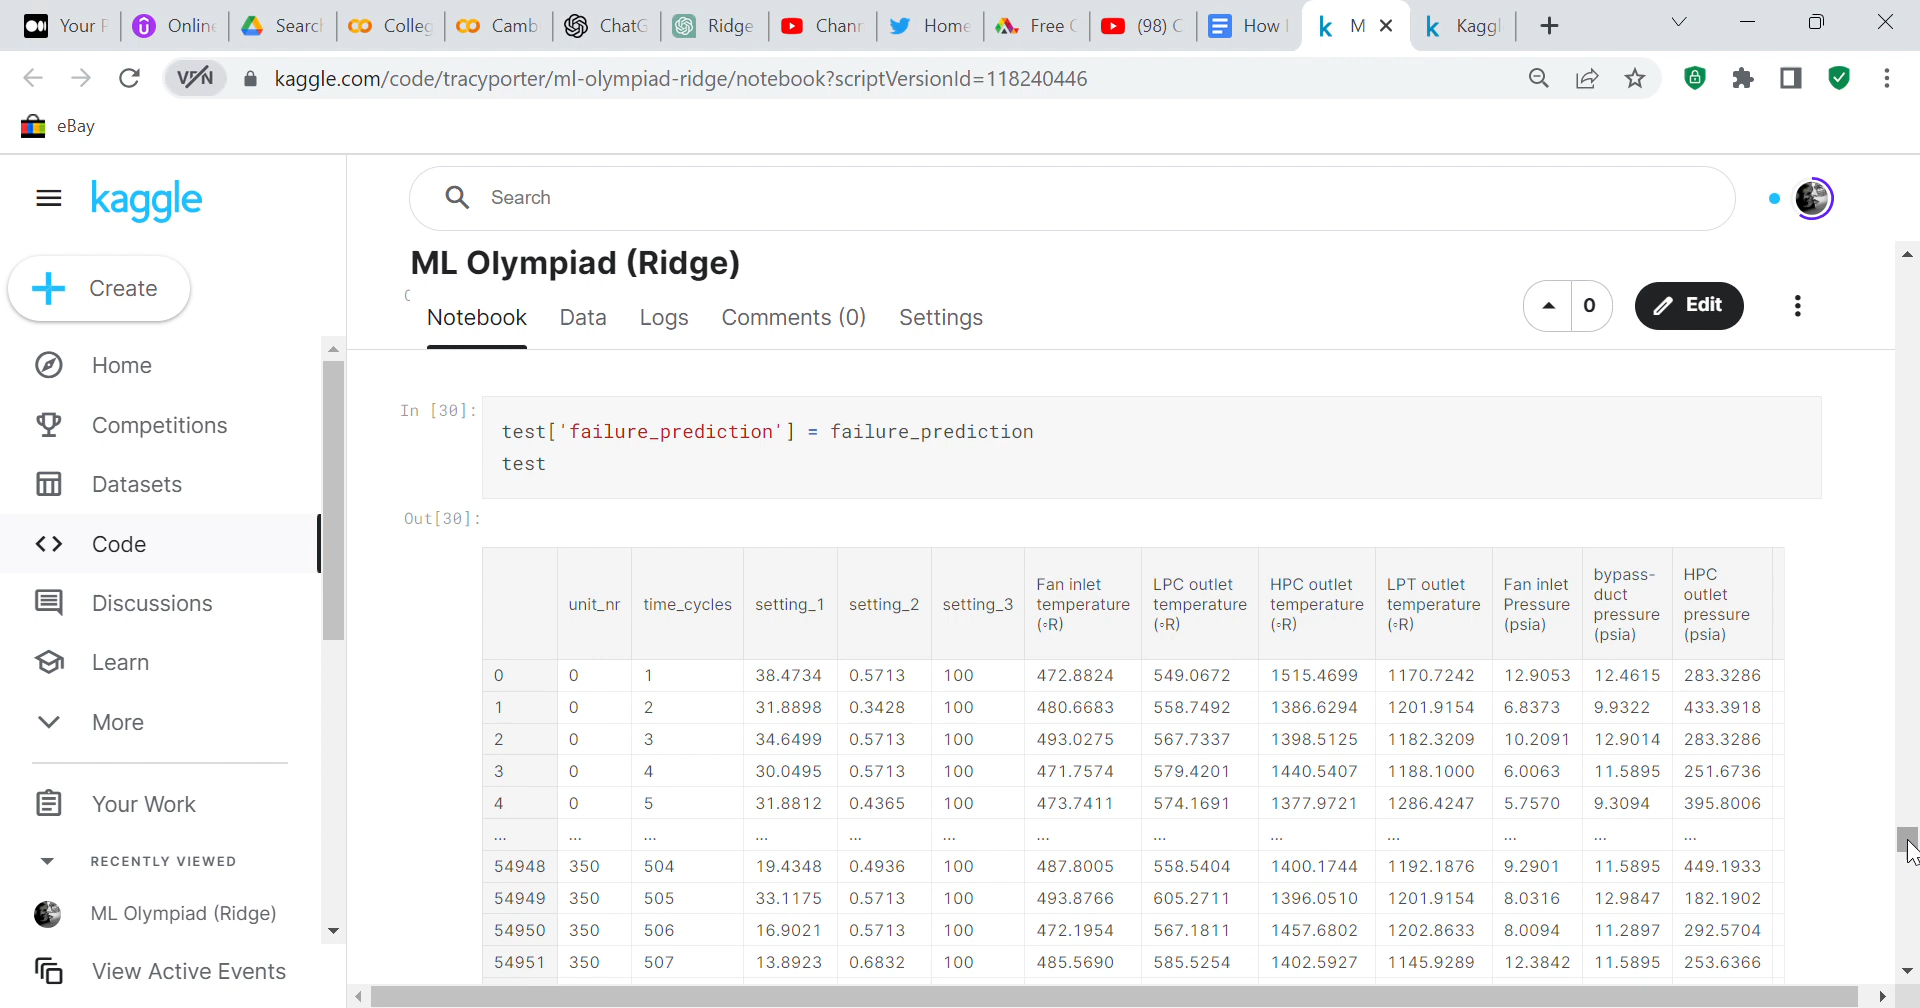 Your P
Online
Search
Colleg
Camb
ChatG
Ridge
Chann
Home
Free C
(98) C
How I
M
Kaggl
VPN
kaggle.com/code/tracyporter/ml-olympiad-ridge/notebook?scriptVersionId=118240446
eBay
kaggle
Search
Create
Home
Competitions
Datasets
Code
Discussions
Learn
More
Your Work
RECENTLY VIEWED
ML Olympiad (Ridge)
View Active Events
ML Olympiad (Ridge)
Notebook Data Logs Comments (0) Settings
0
Edit
In [30]:
test['failure_prediction'] = failure_prediction
test
Out[30]:
unit_nr time_cycles setting_1 setting_2 setting_3 Fan inlet temperature (◦R) LPC outlet temperature (◦R) HPC outlet temperature (◦R) LPT outlet temperature (◦R) Fan inlet Pressure (psia) bypass-duct pressure (psia) HPC outlet pressure (psia)
0 0 1 38.4734 0.5713 100 472.8824 549.0672 1515.4699 1170.7242 12.9053 12.4615 283.3286
1 0 2 31.8898 0.3428 100 480.6683 558.7492 1386.6294 1201.9154 6.8373 9.9322 433.3918
2 0 3 34.6499 0.5713 100 493.0275 567.7337 1398.5125 1182.3209 10.2091 12.9014 283.3286
3 0 4 30.0495 0.5713 100 471.7574 579.4201 1440.5407 1188.1000 6.0063 11.5895 251.6736
4 0 5 31.8812 0.4365 100 473.7411 574.1691 1377.9721 1286.4247 5.7570 9.3094 395.8006
... ... ... ... ... ... ... ... ... ... ... ... ...
54948 350 504 19.4348 0.4936 100 487.8005 558.5404 1400.1744 1192.1876 9.2901 11.5895 449.1933
54949 350 505 33.1175 0.5713 100 493.8766 605.2711 1396.0510 1201.9154 8.0316 12.9847 182.1902
54950 350 506 16.9021 0.5713 100 472.1954 567.1811 1457.6802 1202.8633 8.0094 11.2897 292.5704
54951 350 507 13.8923 0.6832 100 485.5690 585.5254 1402.5927 1145.9289 12.3842 11.5895 253.6366